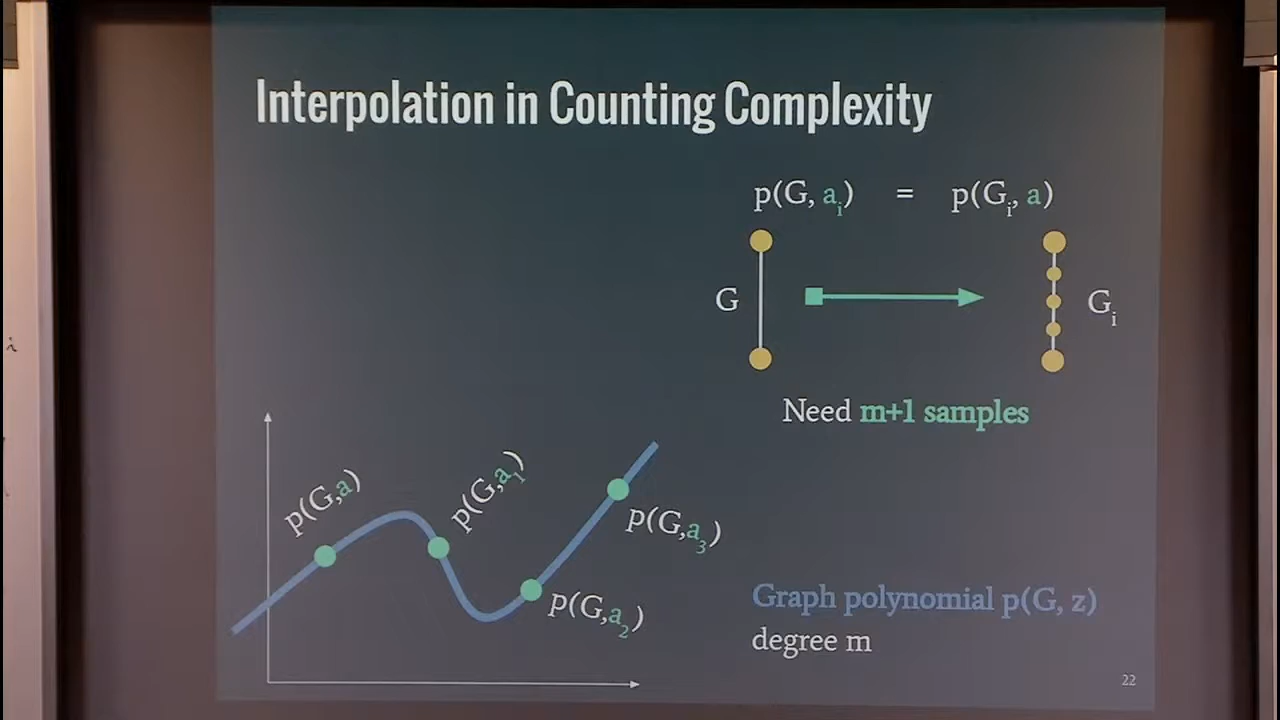 Interpolation in Counting Complexity
p(G, aᵢ) = p(Gᵢ, a)
G
Gᵢ
Need m+1 samples
p(G,a)
p(G,a₁)
p(G,a₂)
p(G,a₃)
Graph polynomial p(G, z)
degree m
22
i